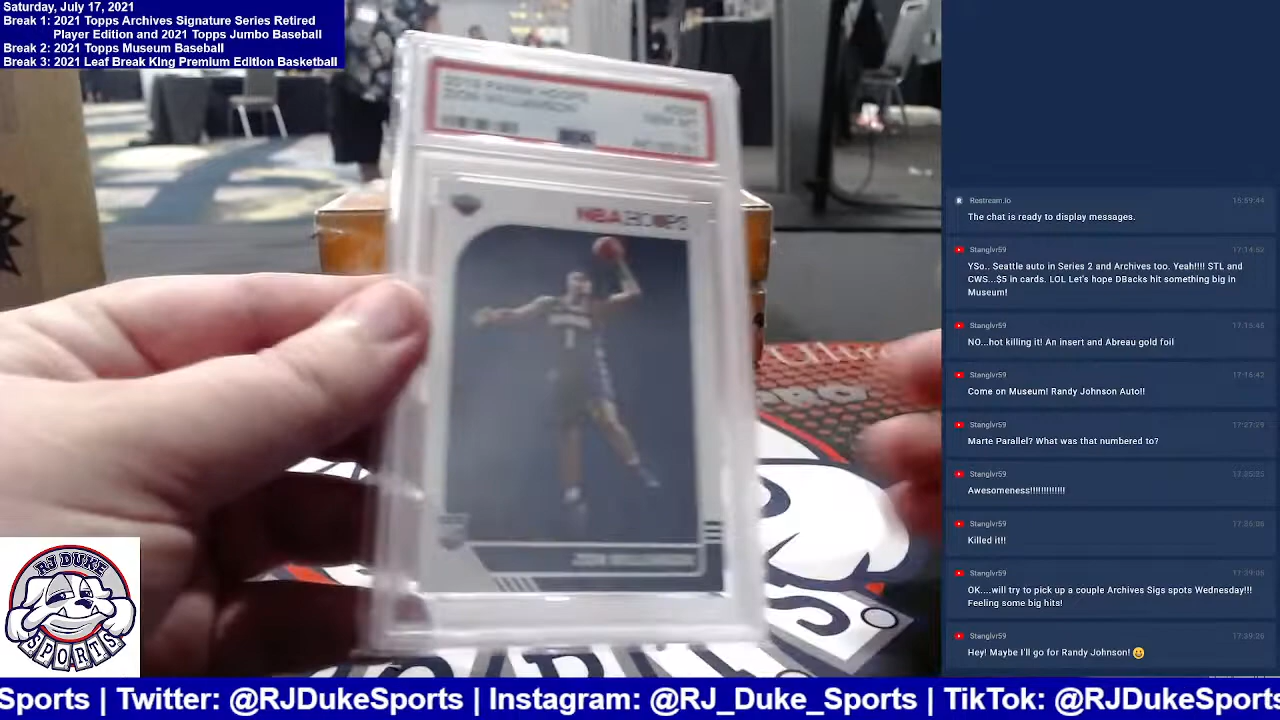 Saturday, July 17, 2021
Break 1: 2021 Topps Archives Signature Series Retired
Player Edition and 2021 Topps Jumbo Baseball
Break 2: 2021 Topps Museum Baseball
Break 3: 2021 Leaf Break King Premium Edition Basketball
NBA HOOPS
ZION WILLIAMSON
Restream.io 15:59:44
The chat is ready to display messages.
Stanglvr59
YSo.. Seattle auto in Series 2 and Archives too. Yeah!!!! STL and
CWS...$5 in cards. LOL Let's hope DBacks hit something big in
Museum!
Stanglvr59
NO...hot killing it! An insert and Abreau gold foil
Stanglvr59
Come on Museum! Randy Johnson Auto!!
Stanglvr59
Marte Parallel? What was that numbered to?
Stanglvr59
Awesomeness!!!!!!!!!!!!!
Stanglvr59
Killed it!!
Stanglvr59
OK....will try to pick up a couple Archives Sigs spots Wednesday!!!
Feeling some big hits!
Stanglvr59
Hey! Maybe I'll go for Randy Johnson! 😀
RJ DUKE
SPORTS
Sports | Twitter: @RJDukeSports | Instagram: @RJ_Duke_Sports | TikTok: @RJDukeSports